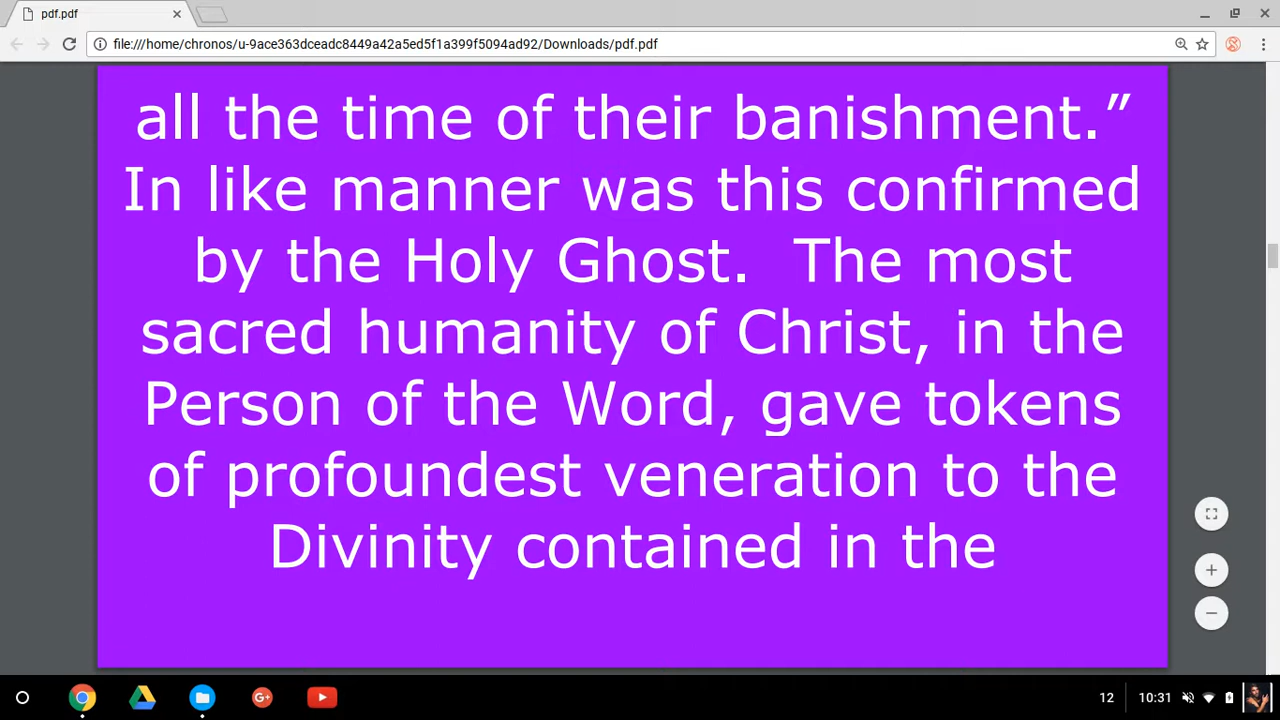 pdf.pdf
file:///home/chronos/u-9ace363dceadc8449a42a5ed5f1a399f5094ad92/Downloads/pdf.pdf
all the time of their banishment.”
In like manner was this confirmed
by the Holy Ghost.  The most
sacred humanity of Christ, in the
Person of the Word, gave tokens
of profoundest veneration to the
Divinity contained in the
12 10:31